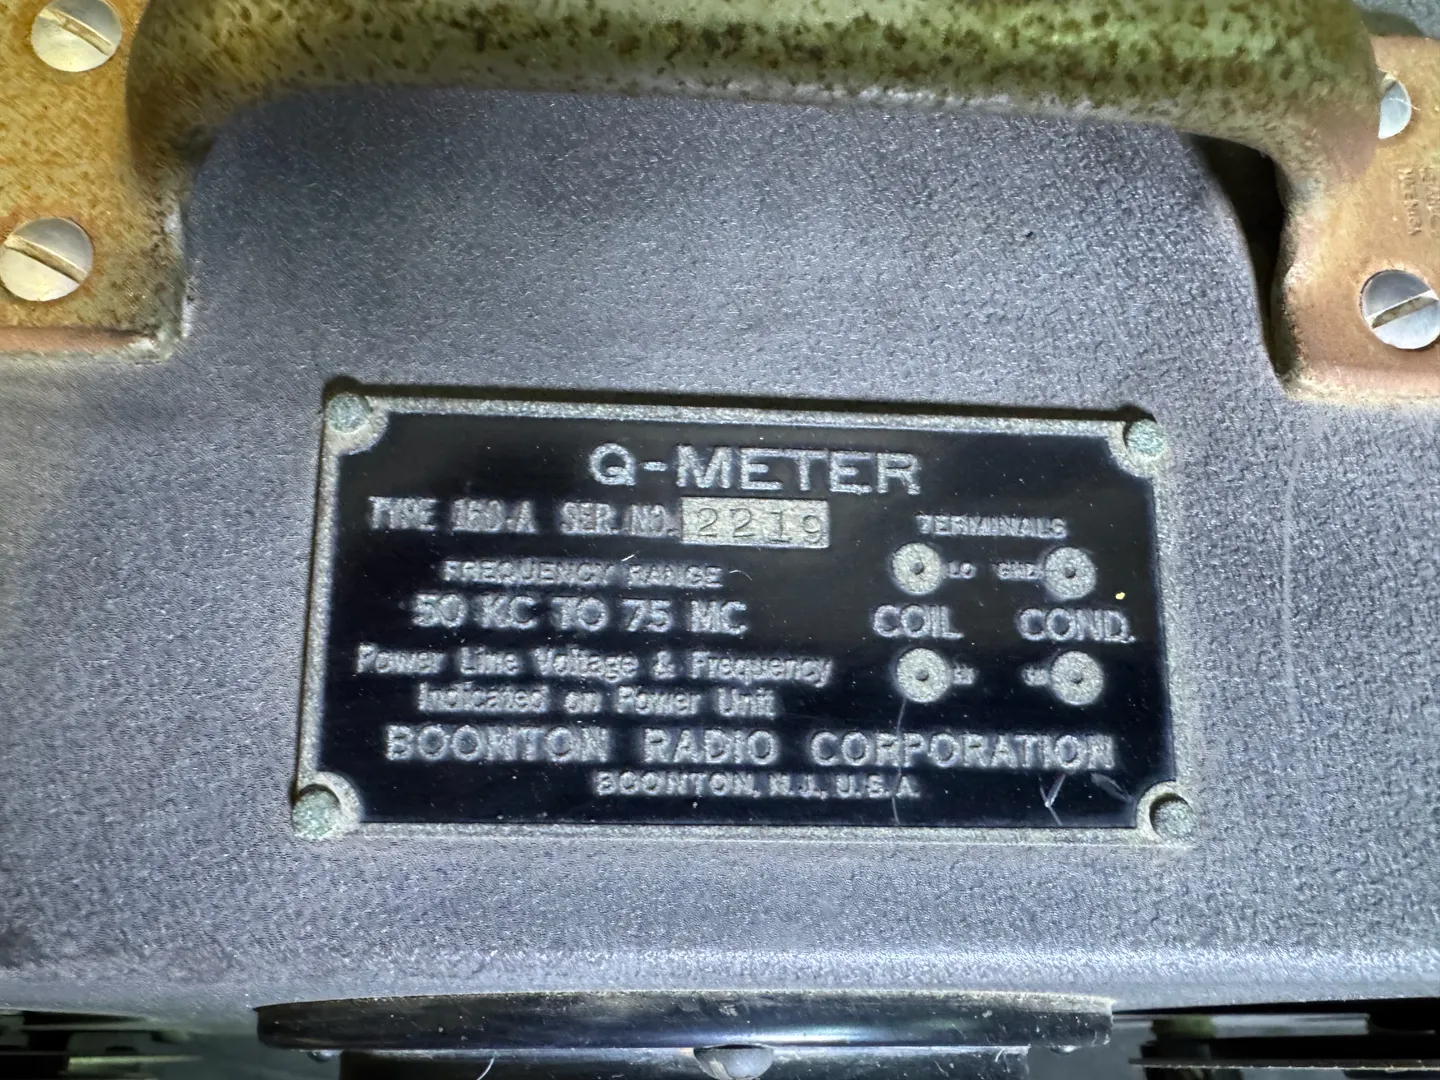 Q-METER
TYPE 160-A SER. NO. 2219
TERMINALS
FREQUENCY RANGE
LO GND
50 KC TO 75 MC
COIL COND.
Power Line Voltage & Frequency
HI
Indicated on Power Unit
BOONTON RADIO CORPORATION
BOONTON, N.J., U.S.A.